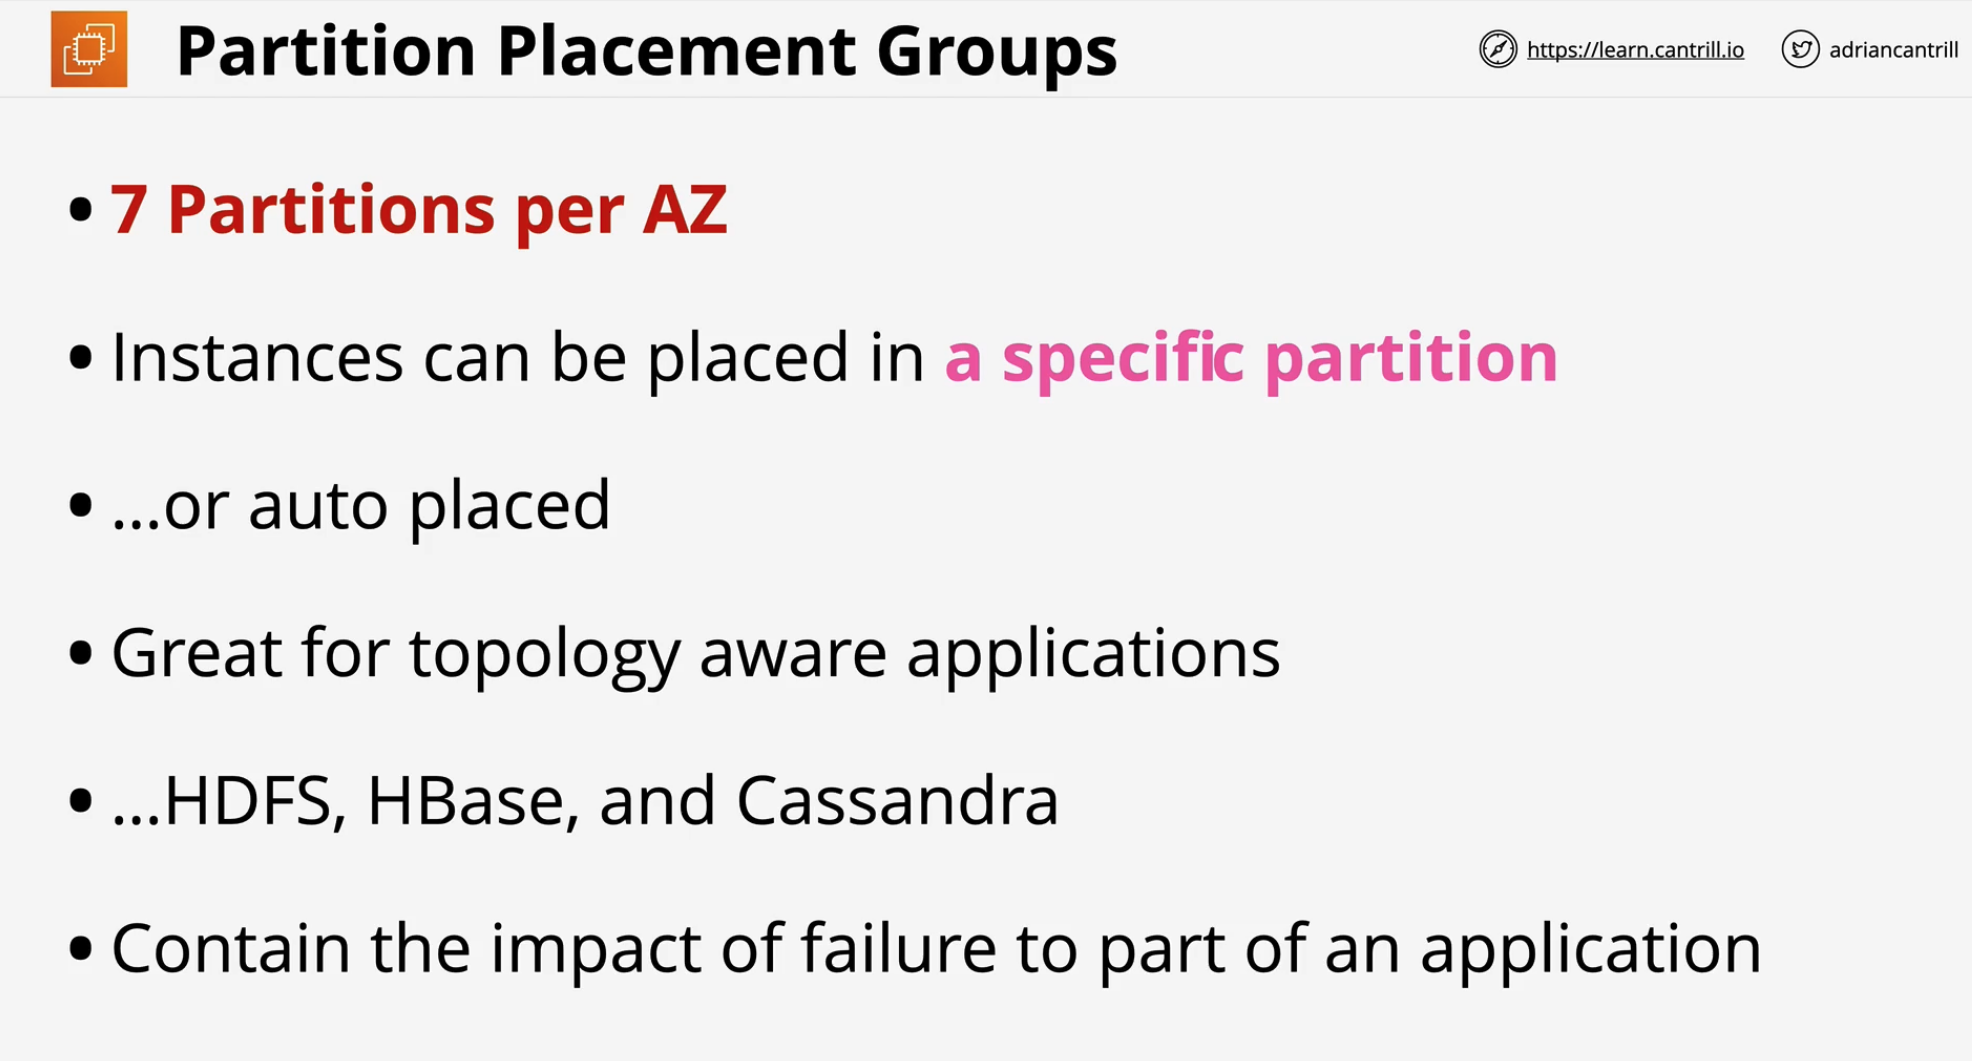 Partition Placement Groups
https://learn.cantrill.io
adriancantrill
• 7 Partitions per AZ
• Instances can be placed in a specific partition
• ...or auto placed
• Great for topology aware applications
• ...HDFS, HBase, and Cassandra
• Contain the impact of failure to part of an application